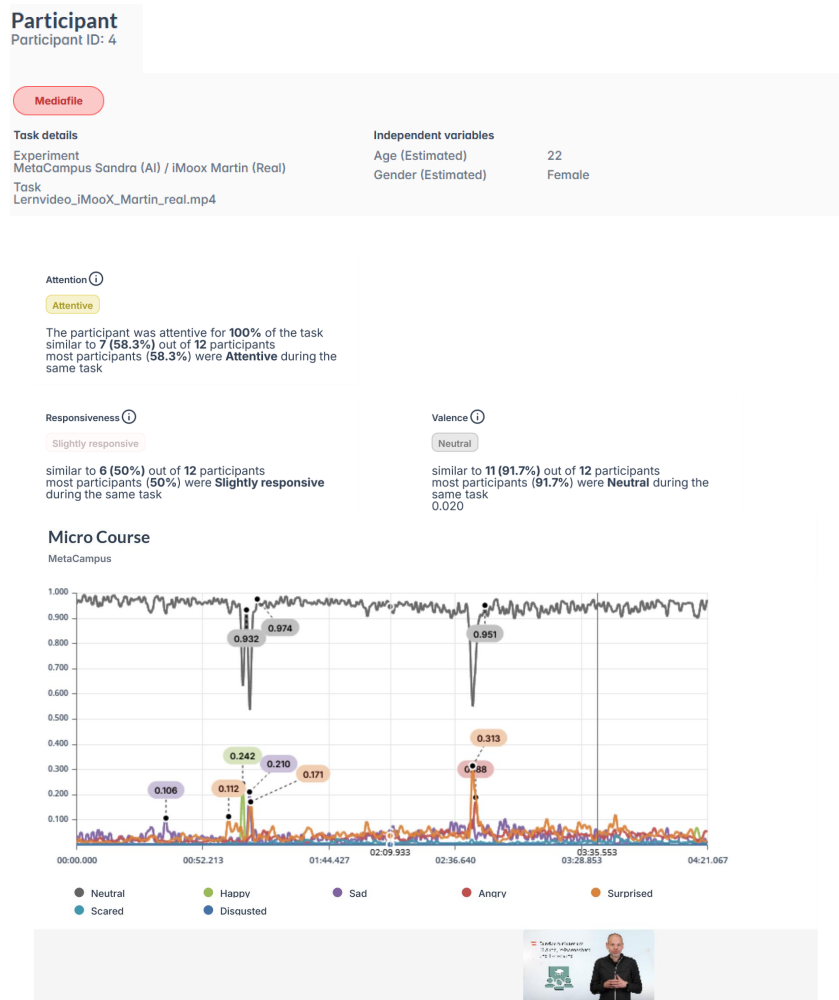 Participant
Participant ID: 4
Mediafile
Task details
Experiment
MetaCampus Sandra (AI) / iMoox Martin (Real)
Task
Lernvideo_iMooX_Martin_real.mp4
Independent variables
Age (Estimated) 22
Gender (Estimated) Female
Attention
Attentive
The participant was attentive for 100% of the task
similar to 7 (58.3%) out of 12 participants
most participants (58.3%) were Attentive during the
same task
Responsiveness
Slightly responsive
similar to 6 (50%) out of 12 participants
most participants (50%) were Slightly responsive
during the same task
Valence
Neutral
similar to 11 (91.7%) out of 12 participants
most participants (91.7%) were Neutral during the
same task
0.020
Micro Course
MetaCampus
1.000
0.900
0.800
0.700
0.600
0.500
0.400
0.300
0.200
0.100
0.932
0.974
0.951
0.106
0.112
0.242
0.210
0.171
0.313
00:00.000
00:52.213
01:44.427
02:09.933
02:36.640
03:28.853
03:35.553
04:21.067
Neutral
Happy
Sad
Angry
Surprised
Scared
Disgusted